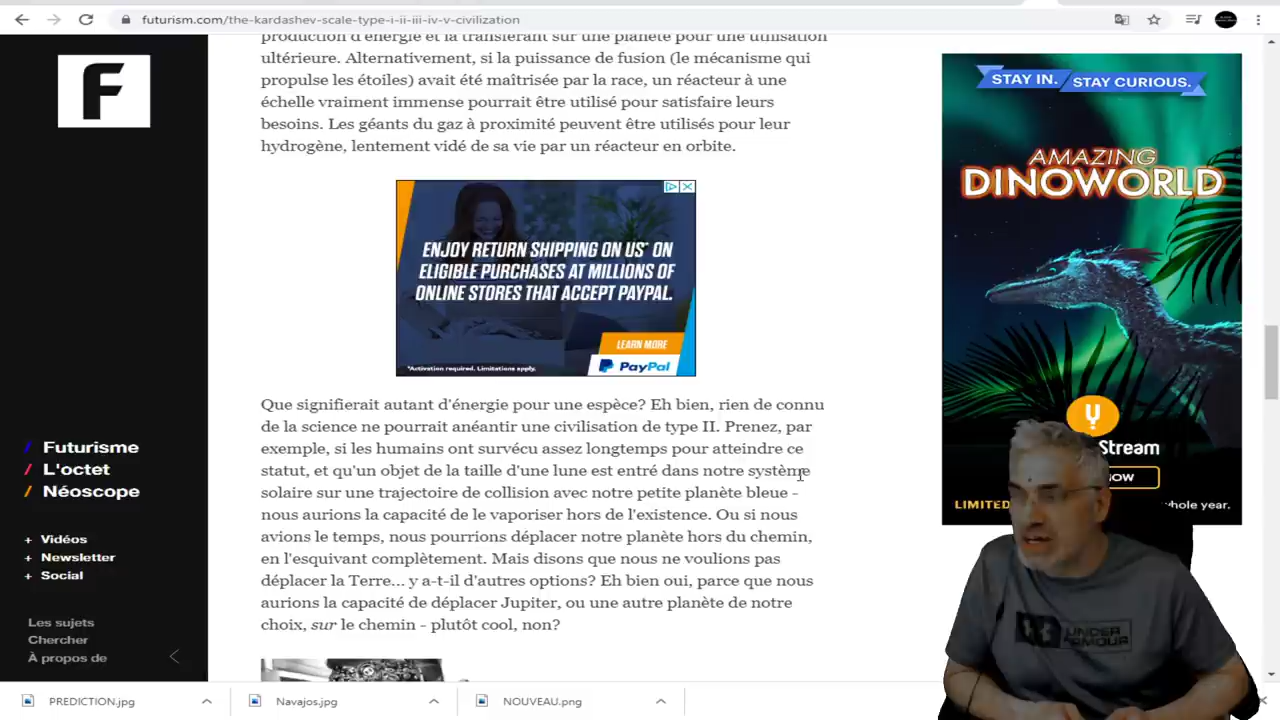 futurism.com/the-kardashev-scale-type-i-ii-iii-iv-v-civilization
F
Futurisme
L'octet
Néoscope
+ Vidéos
+ Newsletter
+ Social
Les sujets
Chercher
À propos de
production d'énergie et la transférant sur une planète pour une utilisation
ultérieure. Alternativement, si la puissance de fusion (le mécanisme qui
propulse les étoiles) avait été maîtrisée par la race, un réacteur à une
échelle vraiment immense pourrait être utilisé pour satisfaire leurs
besoins. Les géants du gaz à proximité peuvent être utilisés pour leur
hydrogène, lentement vidé de sa vie par un réacteur en orbite.
ENJOY RETURN SHIPPING ON US* ON
ELIGIBLE PURCHASES AT MILLIONS OF
ONLINE STORES THAT ACCEPT PAYPAL.
LEARN MORE
*Activation required. Limitations apply.
PayPal
Que signifierait autant d'énergie pour une espèce? Eh bien, rien de connu
de la science ne pourrait anéantir une civilisation de type II. Prenez, par
exemple, si les humains ont survécu assez longtemps pour atteindre ce
statut, et qu'un objet de la taille d'une lune est entré dans notre système
solaire sur une trajectoire de collision avec notre petite planète bleue -
nous aurions la capacité de le vaporiser hors de l'existence. Ou si nous
avions le temps, nous pourrions déplacer notre planète hors du chemin,
en l'esquivant complètement. Mais disons que nous ne voulions pas
déplacer la Terre... y a-t-il d'autres options? Eh bien oui, parce que nous
aurions la capacité de déplacer Jupiter, ou une autre planète de notre
choix, sur le chemin - plutôt cool, non?
STAY IN. STAY CURIOUS.
AMAZING
DINOWORLD
Stream
NOW
LIMITED
whole year.
UNDER
ARMOUR
PREDICTION.jpg
Navajos.jpg
NOUVEAU.png